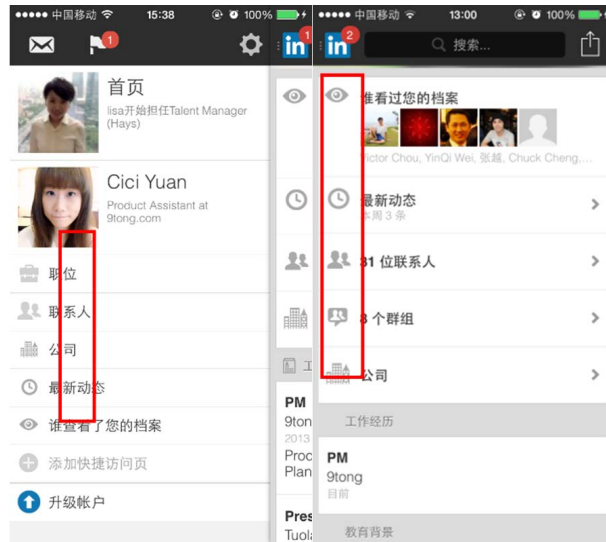 中国移动
15:38
100%
1
首页
lisa开始担任Talent Manager
(Hays)
Cici Yuan
Product Assistant at
9tong.com
职位
联系人
公司
最新动态
谁查看了您的档案
添加快捷访问页
升级帐户
in
1
工
PM
9ton
2013
Proc
Plan
Pres
Tuola
中国移动
13:00
100%
in
2
搜索...
谁看过您的档案
Victor Chou, YinQi Wei, 张越, Chuck Cheng,...
最新动态
本周 3 条
31 位联系人
8 个群组
公司
工作经历
PM
9tong
目前
教育背景